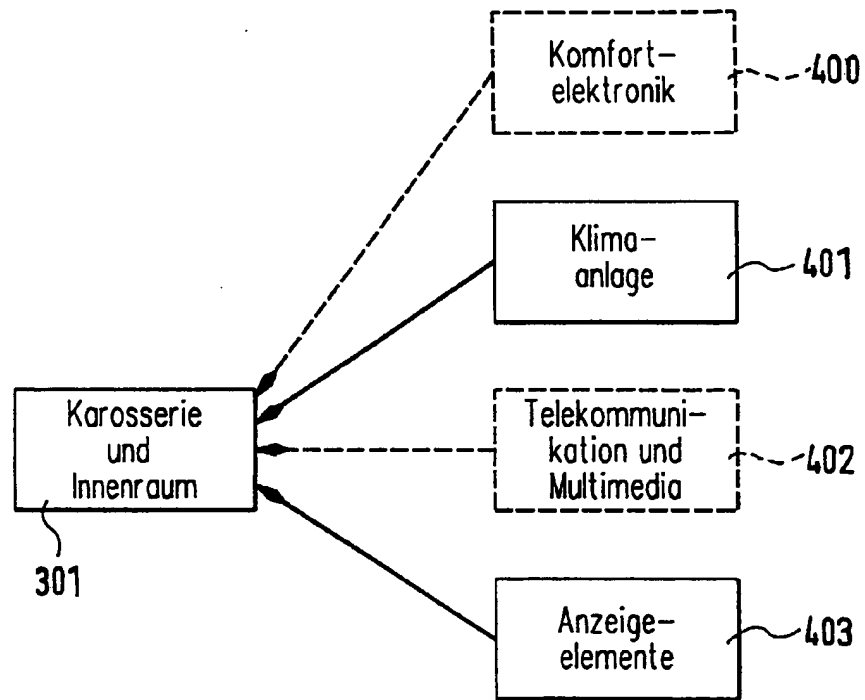 Komfort-
elektronik
400
Klima-
anlage
401
Karosserie
und
Innenraum
301
Telekommuni-
kation und
Multimedia
402
Anzeige-
elemente
403